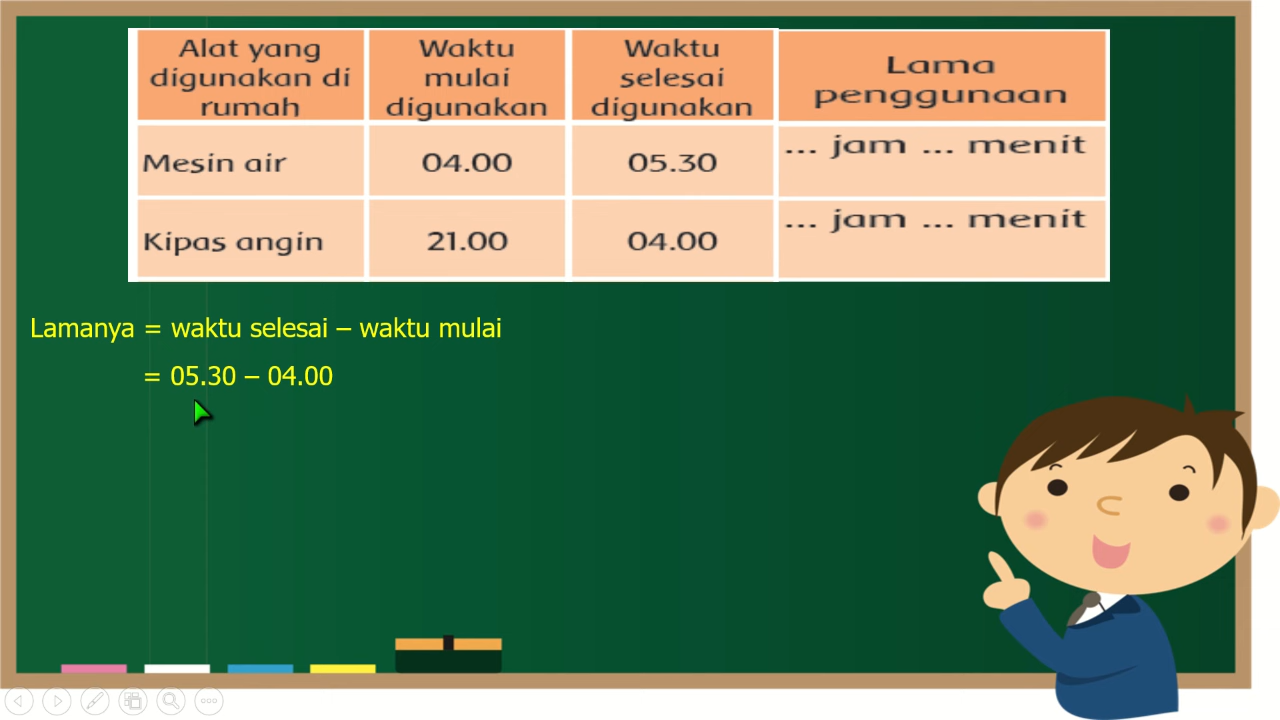 Alat yang
digunakan di
rumah
Waktu
mulai
digunakan
Waktu
selesai
digunakan
Lama
penggunaan
Mesin air
04.00
05.30
... jam ... menit
Kipas angin
21.00
04.00
... jam ... menit
Lamanya = waktu selesai – waktu mulai
= 05.30 – 04.00